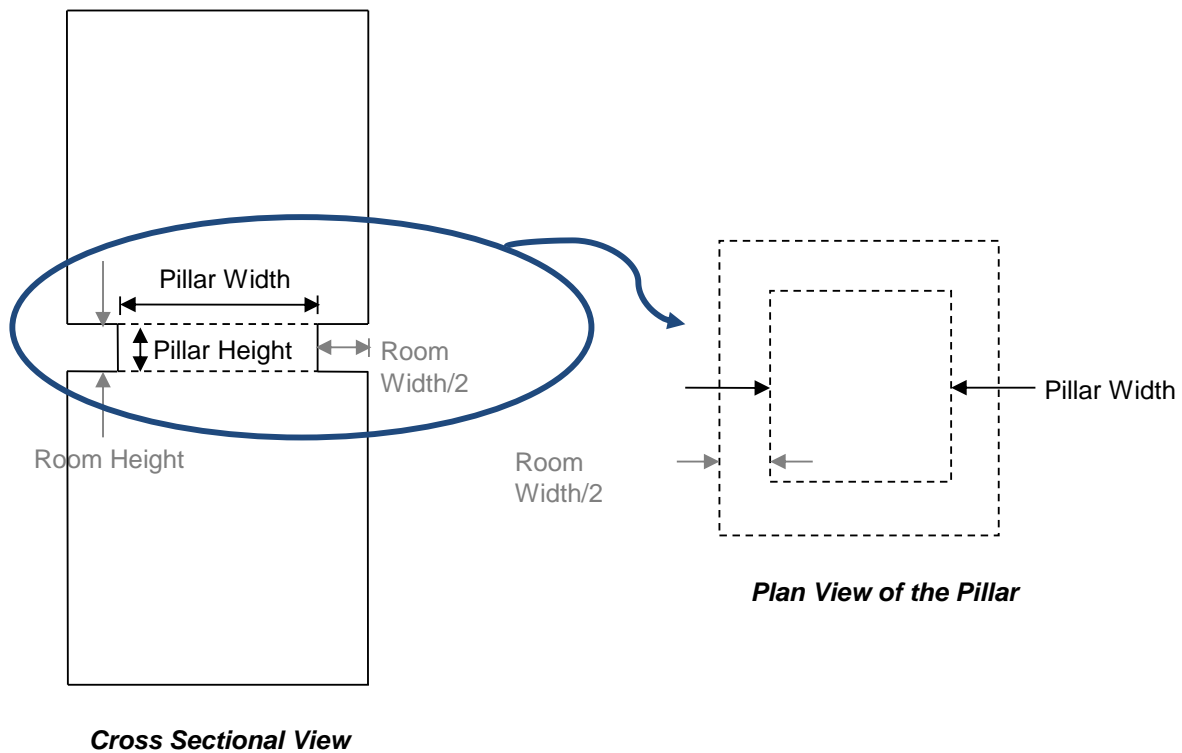 Pillar Width
Pillar Height
Room
Width/2
Room Height
Pillar Width
Room
Width/2
Plan View of the Pillar
Cross Sectional View